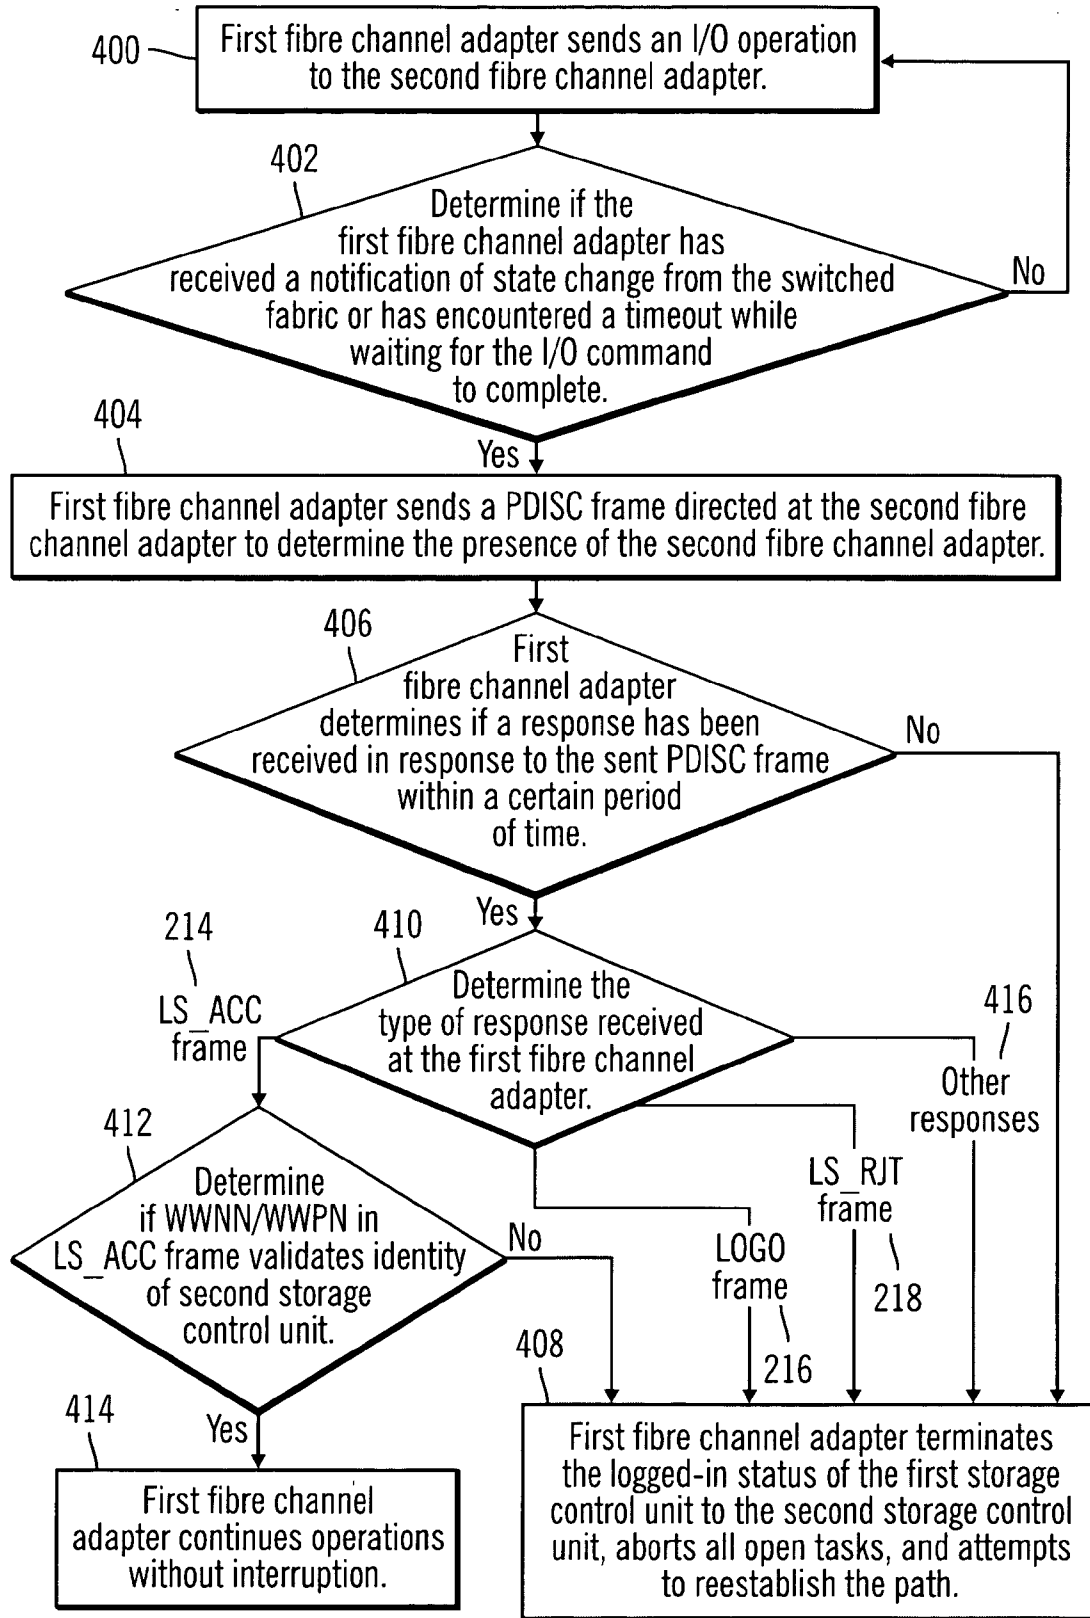 400
First fibre channel adapter sends an I/O operation
to the second fibre channel adapter.
402
Determine if the
first fibre channel adapter has
received a notification of state change from the switched
fabric or has encountered a timeout while
waiting for the I/O command
to complete.
No
404
Yes
First fibre channel adapter sends a PDISC frame directed at the second fibre
channel adapter to determine the presence of the second fibre channel adapter.
406
First
fibre channel adapter
determines if a response has been
received in response to the sent PDISC frame
within a certain period
of time.
No
Yes
214
LS_ACC
frame
410
Determine the
type of response received
at the first fibre channel
adapter.
416
Other
responses
412
Determine
if WWNN/WWPN in
LS_ACC frame validates identity
of second storage
control unit.
No
LOGO
frame
216
LS_RJT
frame
218
414
Yes
First fibre channel
adapter continues operations
without interruption.
408
First fibre channel adapter terminates
the logged-in status of the first storage
control unit to the second storage control
unit, aborts all open tasks, and attempts
to reestablish the path.